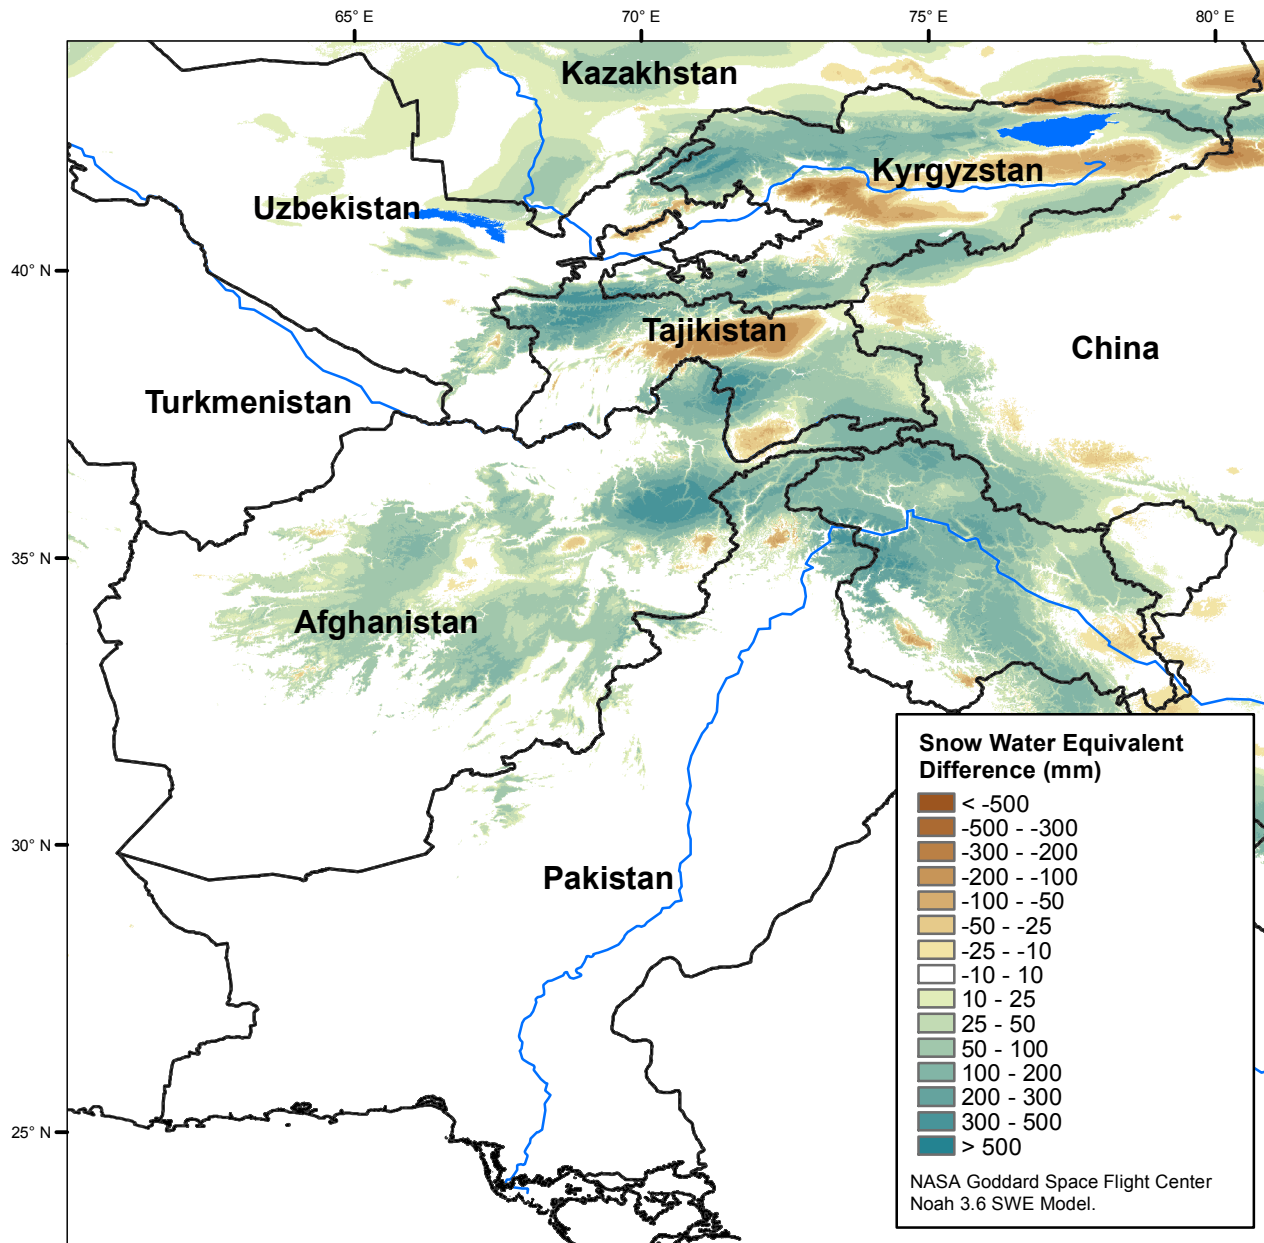 65° E
70° E
75° E
80° E
Kazakhstan
Kyrgyzstan
Uzbekistan
40° N
Tajikistan
China
Turkmenistan
35° N
Afghanistan
Snow Water Equivalent
Difference (mm)
< -500
-500 - -300
-300 - -200
-200 - -100
-100 - -50
-50 - -25
-25 - -10
-10 - 10
10 - 25
25 - 50
50 - 100
100 - 200
200 - 300
300 - 500
> 500
NASA Goddard Space Flight Center
Noah 3.6 SWE Model.
30° N
Pakistan
25° N